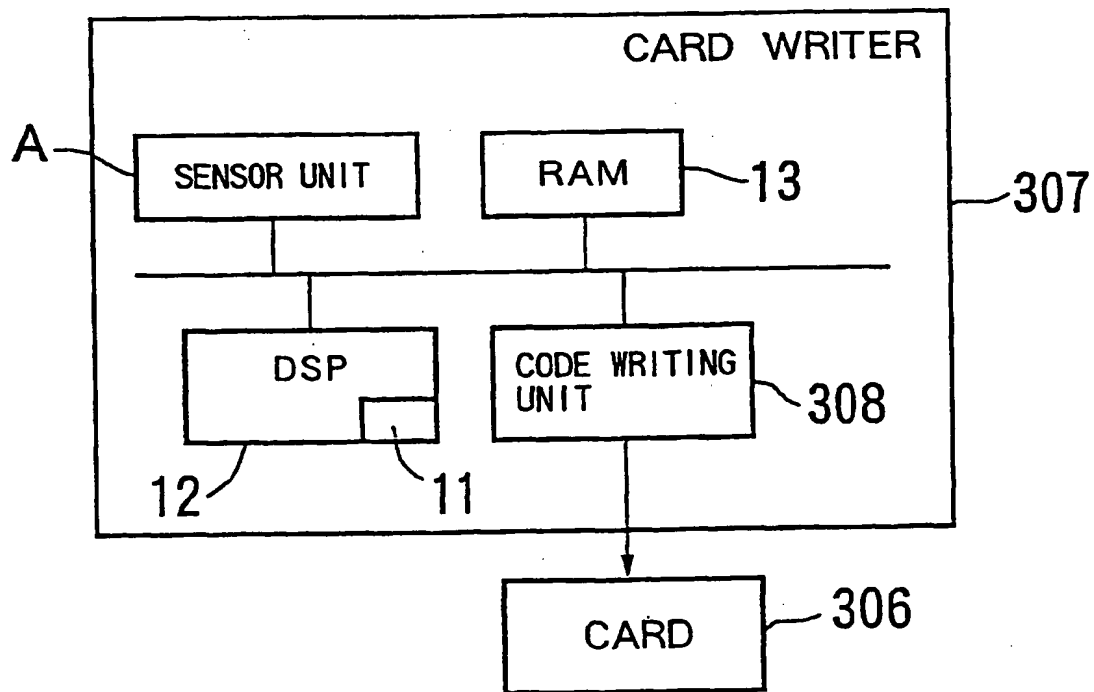 CARD WRITER
A
SENSOR UNIT
RAM
13
307
DSP
CODE WRITING
UNIT
308
12
11
CARD
306